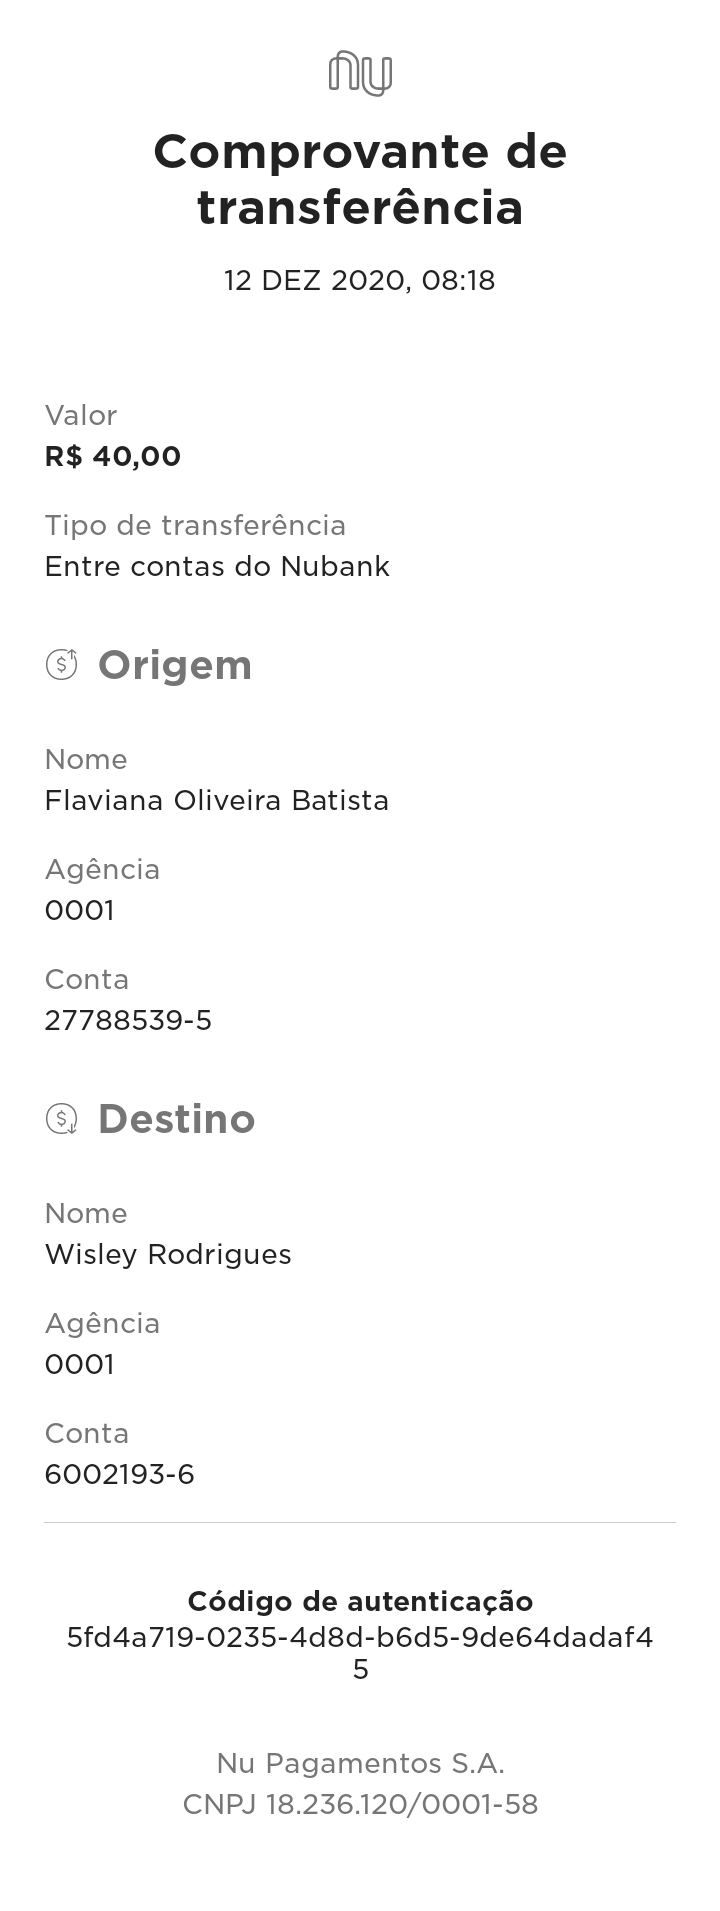 nu
Comprovante de
transferência
12 DEZ 2020, 08:18
Valor
R$ 40,00
Tipo de transferência
Entre contas do Nubank
Origem
Nome
Flaviana Oliveira Batista
Agência
0001
Conta
27788539-5
Destino
Nome
Wisley Rodrigues
Agência
0001
Conta
6002193-6
Código de autenticação
5fd4a719-0235-4d8d-b6d5-9de64dadaf4
5
Nu Pagamentos S.A.
CNPJ 18.236.120/0001-58